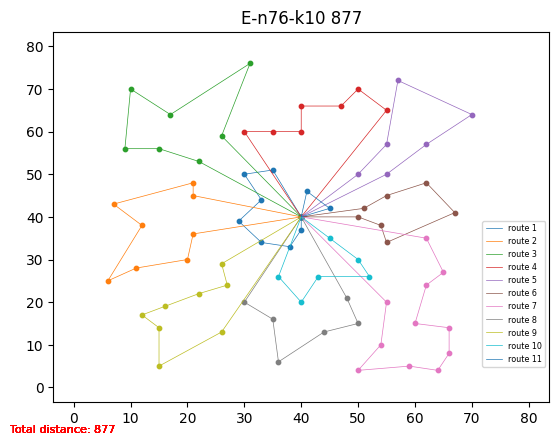 E-n76-k10 877
80
70
60
50
40
30
20
10
0
0 10 20 30 40 50 60 70 80
route 1
route 2
route 3
route 4
route 5
route 6
route 7
route 8
route 9
route 10
route 11
Total distance: 877